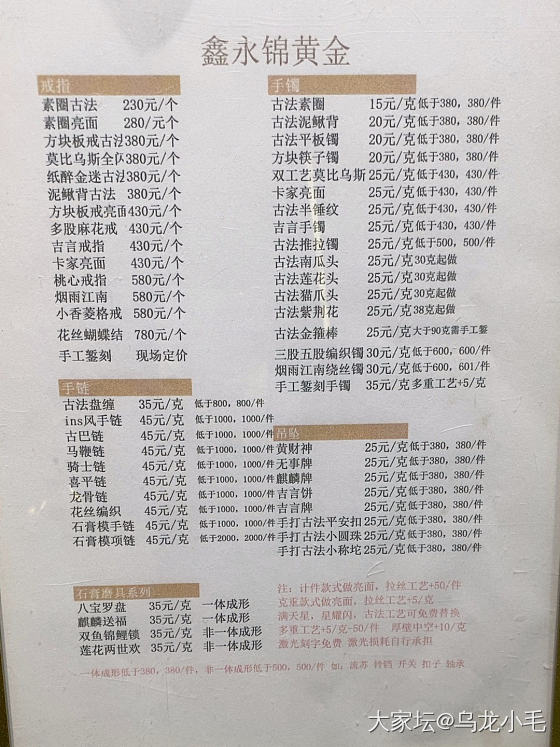 鑫永锦黄金
戒指
素圈古法 230元/个
素圈亮面 280/元个
方块板戒古法380元/个
莫比乌斯全闪380元/个
纸醉金迷古法380元/个
泥鳅背古法 380元/个
方块板戒亮面430元/个
多股麻花戒 430元/个
吉言戒指 430元/个
卡家亮面 430元/个
桃心戒指 580元/个
烟雨江南 580元/个
小香菱格戒 580元/个
花丝蝴蝶结 780元/个
手工錾刻 现场定价
手镯
古法素圈 15元/克低于380，380/件
古法泥鳅背 20元/克低于380，380/件
古法平板镯 20元/克低于380，380/件
方块筷子镯 20元/克低于380，380/件
双工艺莫比乌斯25元/克低于430，430/件
卡家亮面 25元/克低于430，430/件
古法半锤纹 25元/克低于430，430/件
吉言手镯 25元/克低于430，430/件
古法推拉镯 25元/克低于500，500/件
古法南瓜头 25元/克30克起做
古法莲花头 25元/克30克起做
古法猫爪头 25元/克30克起做
古法紫荆花 25元/克38克起做
古法金箍棒 25元/克大于90克需手工錾
三股五股编织镯30元/克低于600，600/件
烟雨江南绕丝镯30元/克低于600，601/件
手工錾刻手镯 35元/克多重工艺+5/克
手链
古法盘缠 35元/克 低于800，800/件
ins风手链 45元/克 低于1000，1000/件
古巴链 45元/克 低于1000，1000/件
马鞭链 45元/克 低于1000，1000/件
骑士链 45元/克 低于1000，1000/件
喜平链 45元/克 低于1000，1000/件
龙骨链 45元/克 低于1000，1000/件
花丝编织 45元/克 低于1000，1000/件
石膏模手链 45元/克 低于1000，1000/件
石膏模项链 45元/克 低于2000，2000/件
吊坠
黄财神 25元/克低于380，380/件
无事牌 25元/克低于380，380/件
麒麟牌 25元/克低于380，380/件
吉言饼 25元/克低于380，380/件
吉言牌 25元/克低于380，380/件
手打古法平安扣25元/克低于380，380/件
手打古法小圆珠25元/克低于380，380/件
手打古法小称坨25元/克低于380，380/件
石膏磨具系列
八宝罗盘 35元/克 一体成形
麒麟送福 35元/克 一体成形
双鱼锦鲤锁 35元/克 非一体成形
莲花两世欢 35元/克 非一体成形
注：计件款式做亮面，拉丝工艺+50/件
克重款式做亮面，拉丝工艺+5/克
满天星，星耀闪，古法工艺可免费替换
多重工艺+5/克-50/件 厚壁中空+10/克
激光刻字免费 激光损耗自行承担
一体成形低于380，380/件，非一体成形低于500，500/件 如：流苏 铃铛 开关 扣子 轴承
大家坛@乌龙小毛